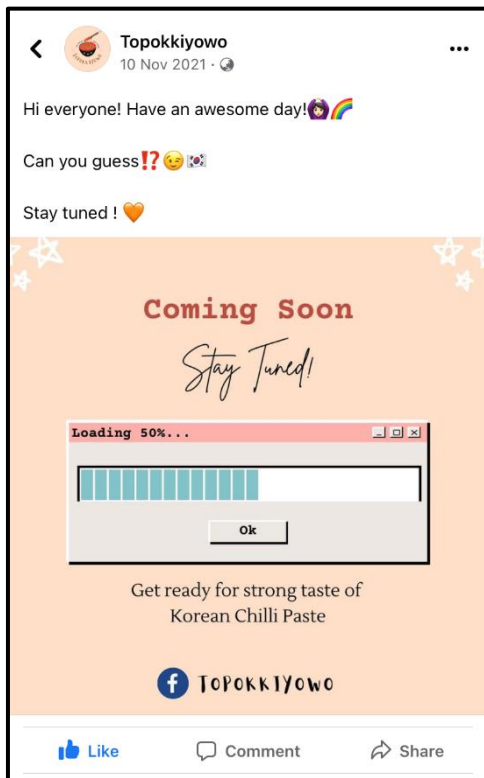 Topokkiyowo
10 Nov 2021 ·
Hi everyone! Have an awesome day!🙆🏻‍♀️🌈
Can you guess⁉️😉🇰🇷
Stay tuned ! 🧡
Coming Soon
Stay Tuned!
Loading 50%...
Ok
Get ready for strong taste of
Korean Chilli Paste
TOPOKKIYOWO
Like Comment Share